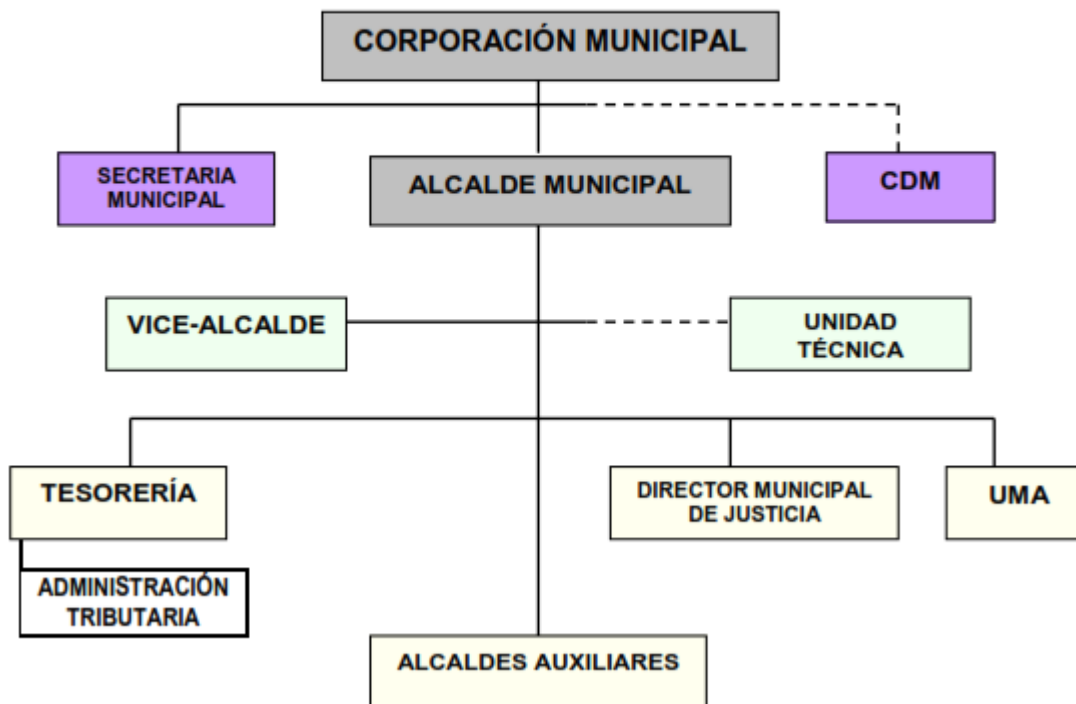 CORPORACIÓN MUNICIPAL
SECRETARIA
MUNICIPAL
ALCALDE MUNICIPAL
CDM
VICE-ALCALDE
UNIDAD
TÉCNICA
TESORERÍA
DIRECTOR MUNICIPAL
DE JUSTICIA
UMA
ADMINISTRACIÓN
TRIBUTARIA
ALCALDES AUXILIARES